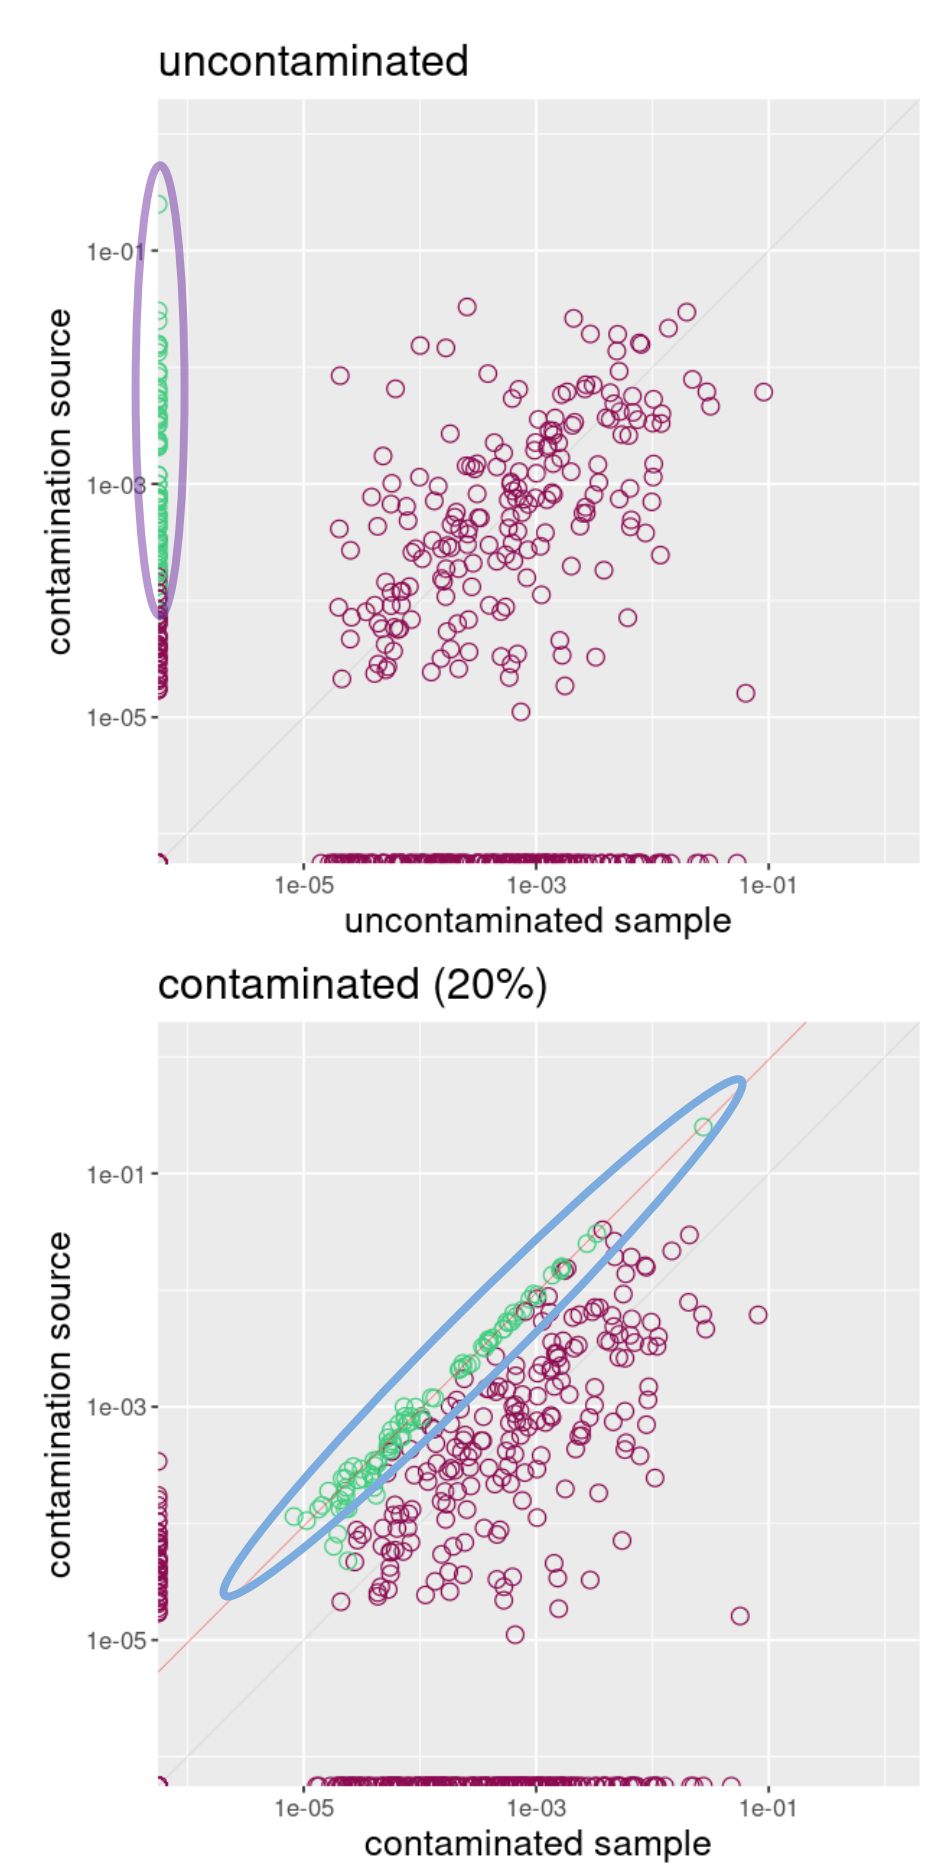 uncontaminated
1e-01
1e-03
1e-05
contamination source
1e-05 1e-03 1e-01
uncontaminated sample
contaminated (20%)
1e-01
1e-03
1e-05
contamination source
1e-05 1e-03 1e-01
contaminated sample